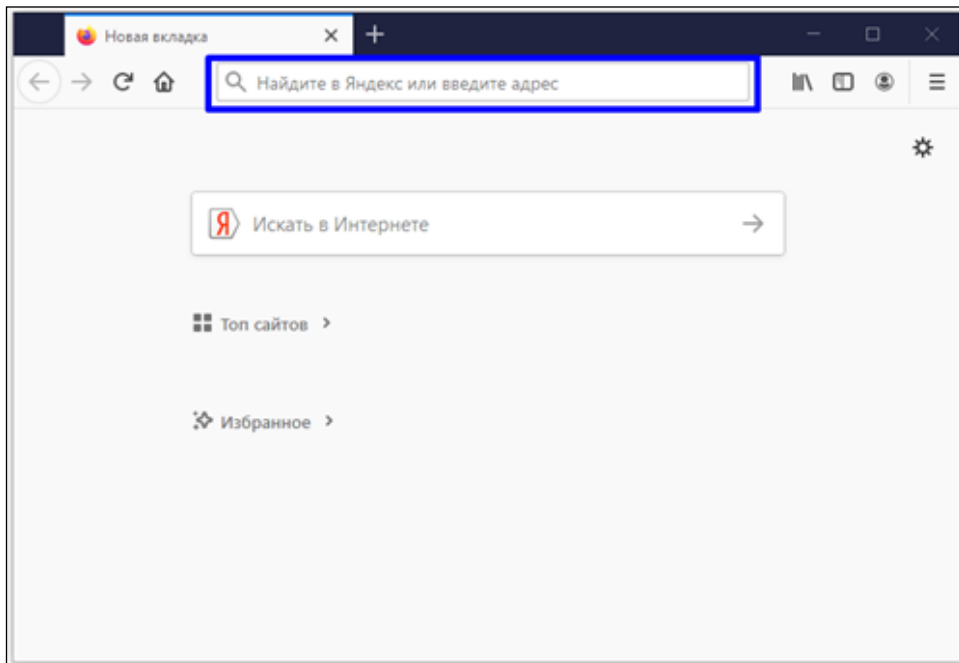 Новая вкладка
Найдите в Яндекс или введите адрес
Я Искать в Интернете
Топ сайтов
Избранное